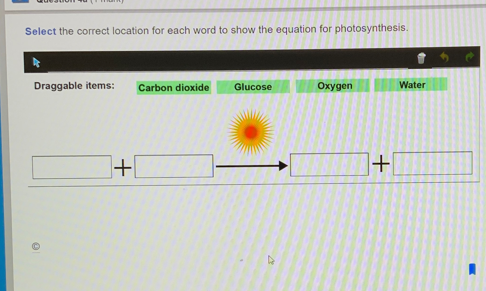 Select the correct location for each word to show the equation for photosynthesis.
Draggable items: Carbon dioxide Glucose Oxygen Water
+ +
©